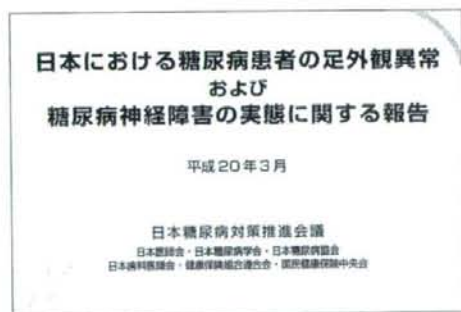 日本における糖尿病患者の足外観異常
および
糖尿病神経障害の実態に関する報告
平成20年3月
日本糖尿病対策推進会議
日本医師会・日本糖尿病学会・日本糖尿病協会
日本歯科医師会・健康保険組合連合会・国民健康保険中央会